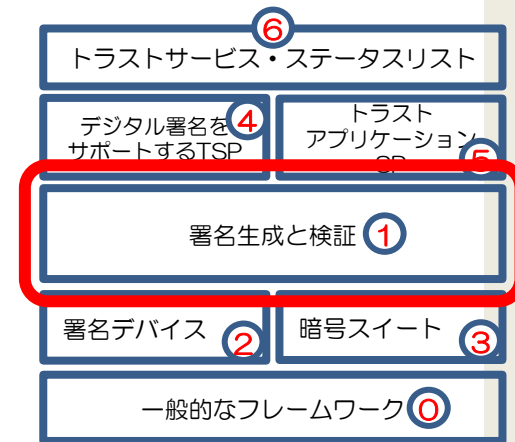 ⑥
トラストサービス・ステータスリスト
デジタル署名を④
サポートするTSP
トラスト
アプリケーション
SP ⑤
署名生成と検証 ①
署名デバイス ②
暗号スイート ③
一般的なフレームワーク ⓪